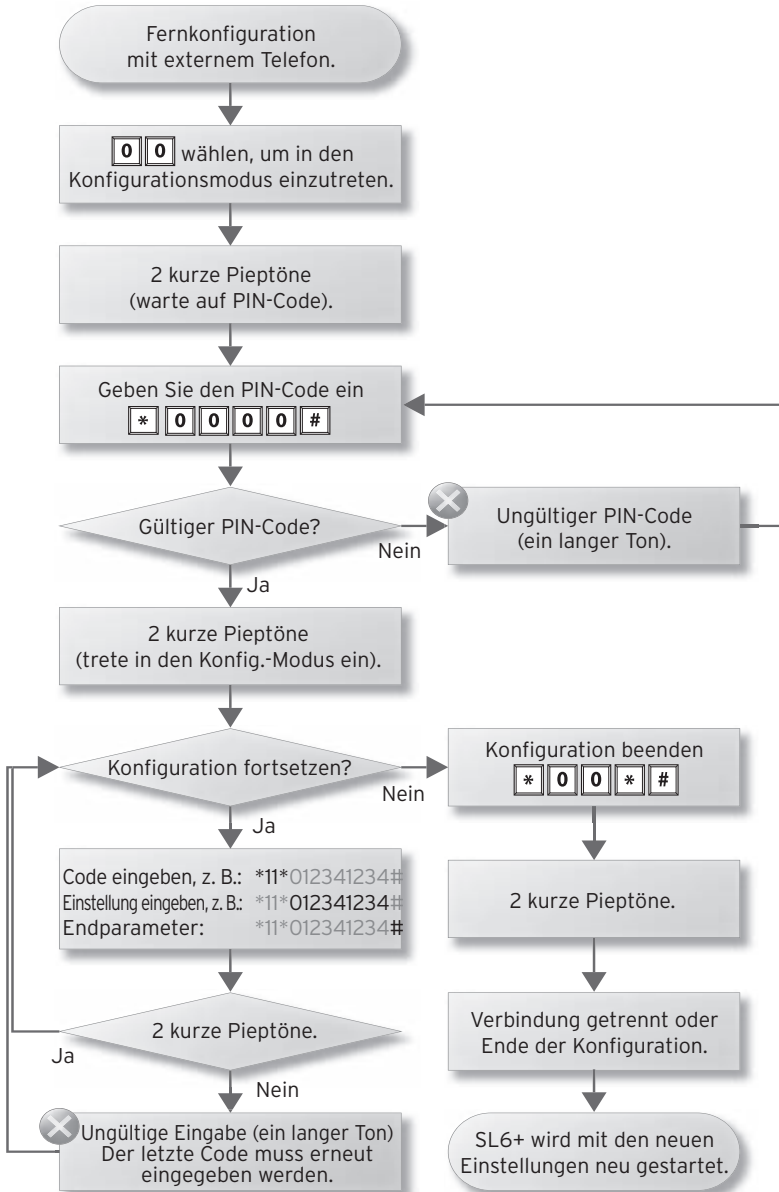 Fernkonfiguration
mit externem Telefon.
0 0 wählen, um in den
Konfigurationsmodus einzutreten.
2 kurze Pieptöne
(warte auf PIN-Code).
Geben Sie den PIN-Code ein
* 0 0 0 0 #
Gültiger PIN-Code?
Nein
Ungültiger PIN-Code
(ein langer Ton).
Ja
2 kurze Pieptöne
(trete in den Konfig.-Modus ein).
Konfiguration fortsetzen?
Nein
Konfiguration beenden
* 0 0 * #
Ja
Code eingeben, z. B.: *11*012341234#
Einstellung eingeben, z. B.: *11*012341234#
Endparameter: *11*012341234#
2 kurze Pieptöne.
2 kurze Pieptöne.
Ja
Nein
Verbindung getrennt oder
Ende der Konfiguration.
Ungültige Eingabe (ein langer Ton)
Der letzte Code muss erneut
eingegeben werden.
SL6+ wird mit den neuen
Einstellungen neu gestartet.